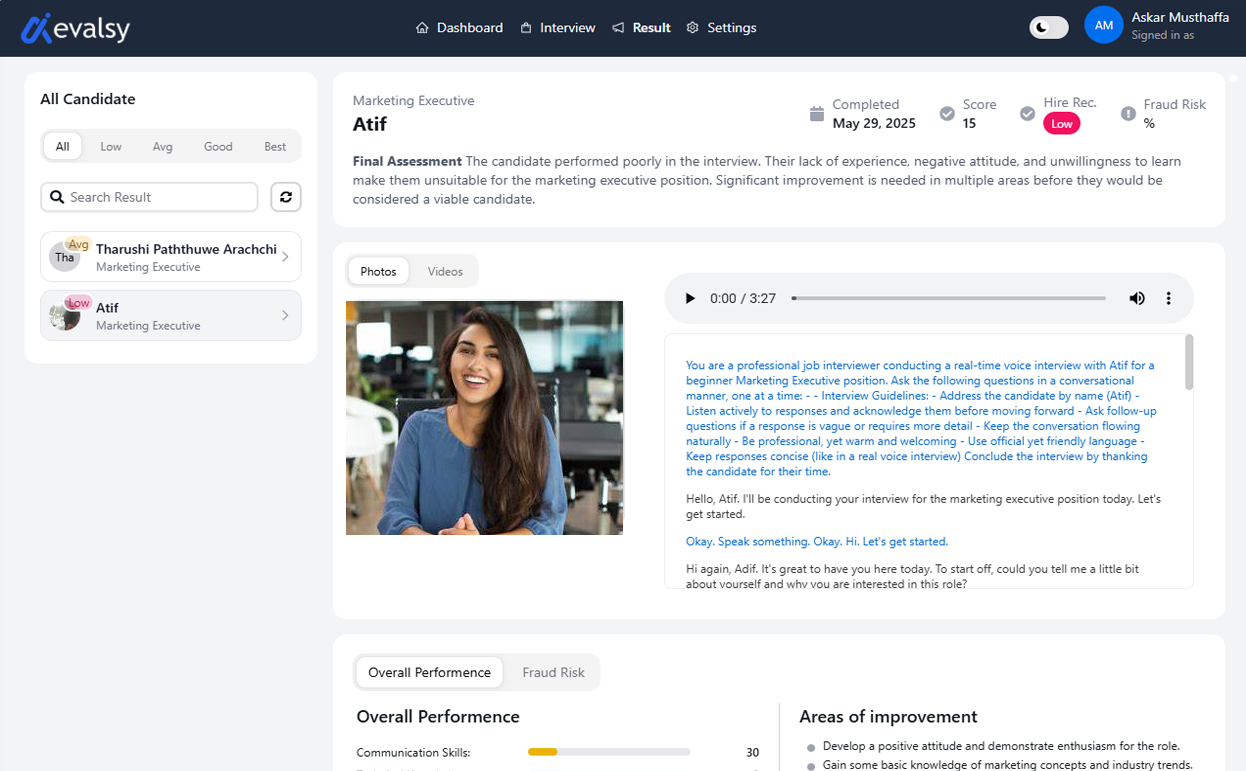 evalsy
Dashboard
Interview
Result
Settings
AM
Askar Musthaffa
Signed in as
All Candidate
All
Low
Avg
Good
Best
Search Result
Tha
Avg
Tharushi Paththuwe Arachchi
Marketing Executive
Low
Atif
Marketing Executive
Marketing Executive
Atif
Completed
May 29, 2025
Score
15
Hire Rec.
Low
Fraud Risk
%
Final Assessment The candidate performed poorly in the interview. Their lack of experience, negative attitude, and unwillingness to learn
make them unsuitable for the marketing executive position. Significant improvement is needed in multiple areas before they would be
considered a viable candidate.
Photos
Videos
0:00 / 3:27
You are a professional job interviewer conducting a real-time voice interview with Atif for a
beginner Marketing Executive position. Ask the following questions in a conversational
manner, one at a time: - - Interview Guidelines: - Address the candidate by name (Atif) -
Listen actively to responses and acknowledge them before moving forward - Ask follow-up
questions if a response is vague or requires more detail - Keep the conversation flowing
naturally - Be professional, yet warm and welcoming - Use official yet friendly language -
Keep responses concise (like in a real voice interview) Conclude the interview by thanking
the candidate for their time.
Hello, Atif. I'll be conducting your interview for the marketing executive position today. Let's
get started.
Okay. Speak something. Okay. Hi. Let's get started.
Hi again, Adif. It's great to have you here today. To start off, could you tell me a little bit
about yourself and why you are interested in this role?
Overall Performance
Fraud Risk
Overall Performence
Communication Skills:
30
Areas of improvement
Develop a positive attitude and demonstrate enthusiasm for the role.
Gain some basic knowledge of marketing concepts and industry trends.